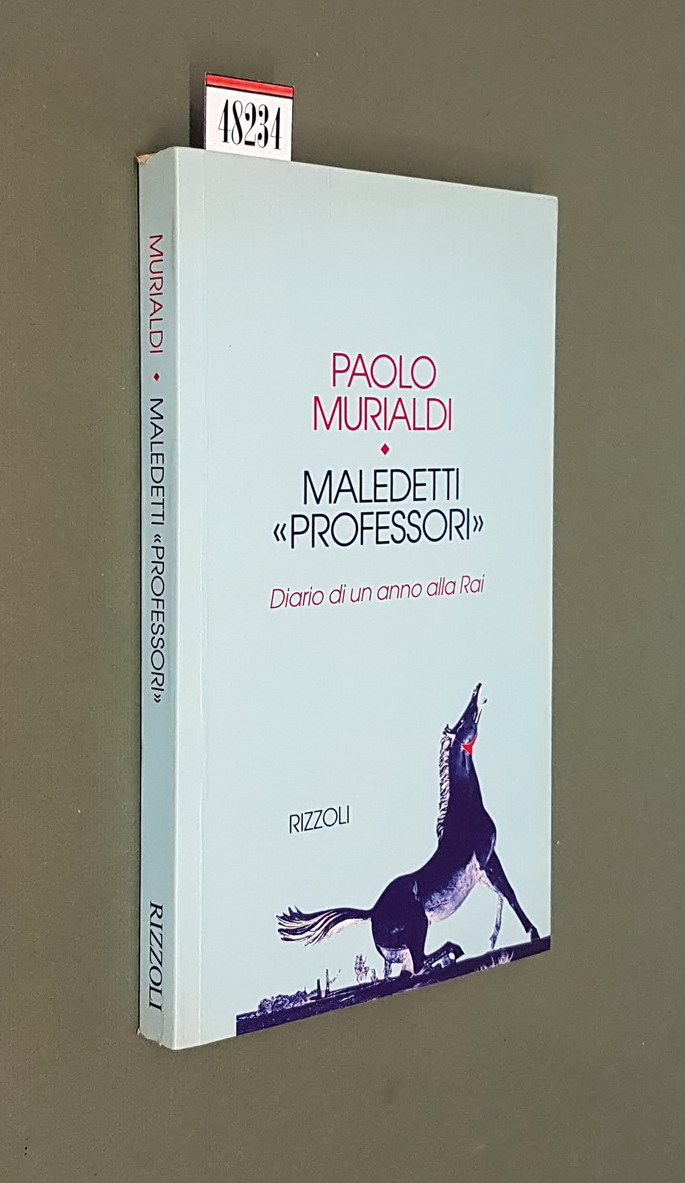 48234
MURIALDI ♦ MALEDETTI «PROFESSORI» RIZZOLI
PAOLO
MURIALDI
♦
MALEDETTI
«PROFESSORI»
Diario di un anno alla Rai
RIZZOLI